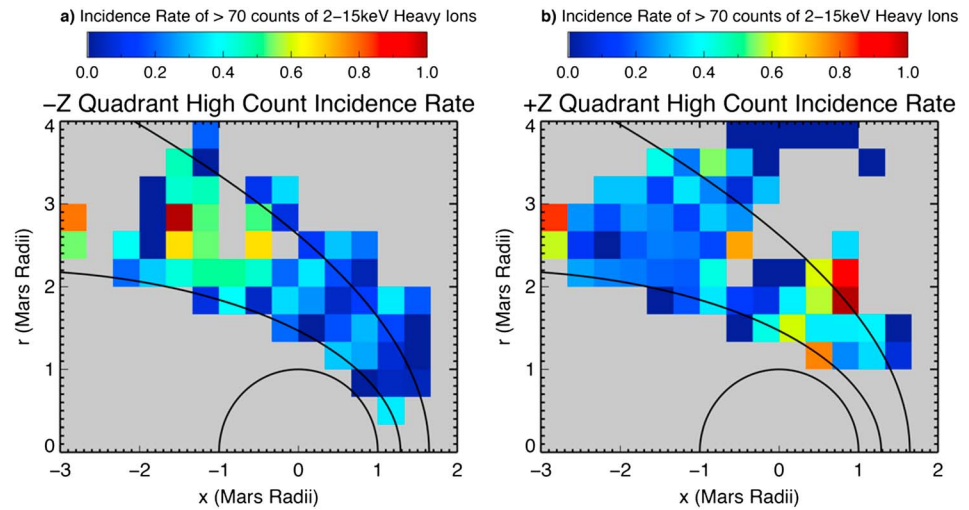 a) Incidence Rate of > 70 counts of 2−15keV Heavy Ions
0.0 0.2 0.4 0.6 0.8 1.0
−Z Quadrant High Count Incidence Rate
4
3
2
1
0
r (Mars Radii)
−3 −2 −1 0 1 2
x (Mars Radii)
b) Incidence Rate of > 70 counts of 2−15keV Heavy Ions
0.0 0.2 0.4 0.6 0.8 1.0
+Z Quadrant High Count Incidence Rate
4
3
2
1
0
r (Mars Radii)
−3 −2 −1 0 1 2
x (Mars Radii)